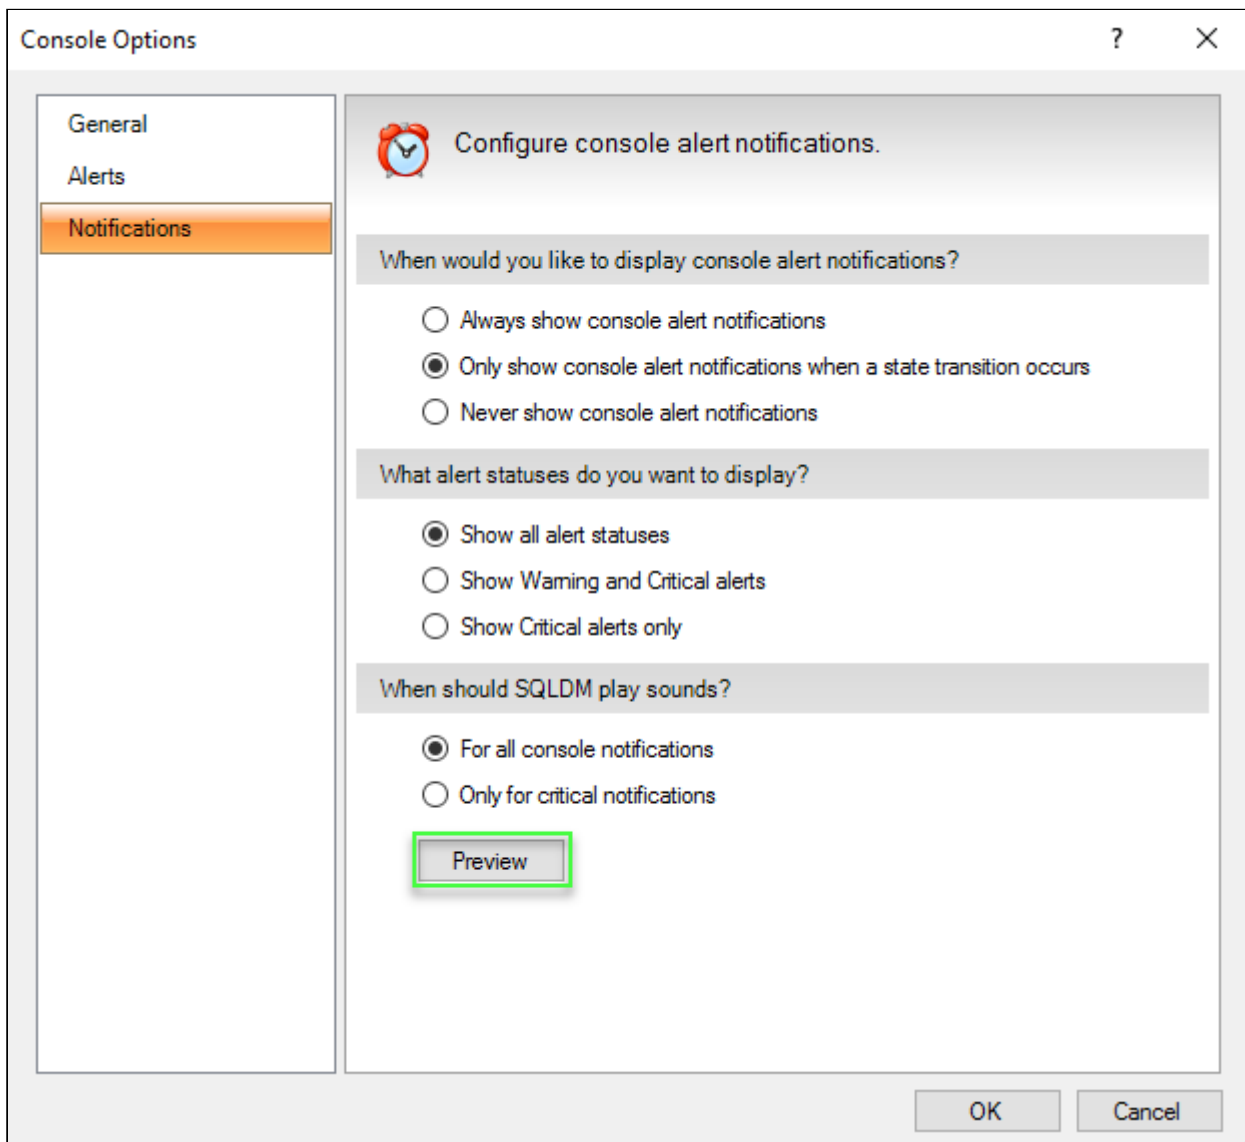 Console Options
?
General
Alerts
Notifications
Configure console alert notifications.
When would you like to display console alert notifications?
Always show console alert notifications
Only show console alert notifications when a state transition occurs
Never show console alert notifications
What alert statuses do you want to display?
Show all alert statuses
Show Warning and Critical alerts
Show Critical alerts only
When should SQLDM play sounds?
For all console notifications
Only for critical notifications
Preview
OK
Cancel